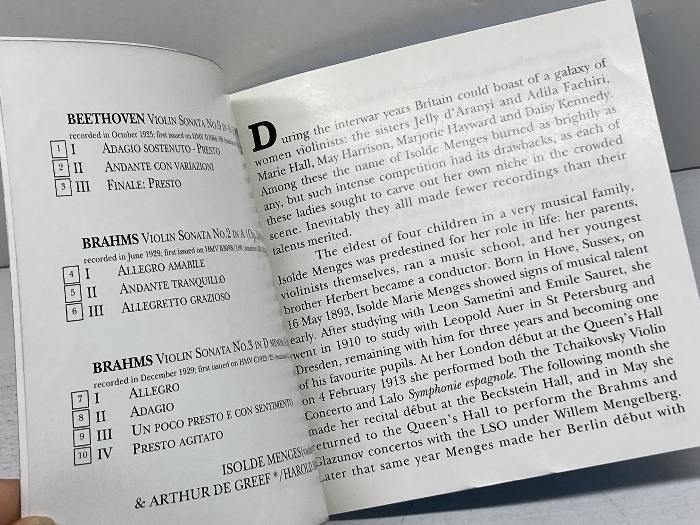 BEETHOVEN VIOLIN SONATA NO.9 IN A
recorded in October 1925; first issued on HMV
1 I ADAGIO SOSTENUTO - PRESTO
2 II ANDANTE CON VARIAZIONI
3 III FINALE: PRESTO
BRAHMS VIOLIN SONATA NO.2 IN A (OP.
recorded in June 1929; first issued on HMV
4 I ALLEGRO AMABILE
5 II ANDANTE TRANQUILLO
6 III ALLEGRETTO GRAZIOSO
BRAHMS VIOLIN SONATA NO.3 IN D MINOR
recorded in December 1929; first issued on HMV
7 I ALLEGRO
8 II ADAGIO
9 III UN POCO PRESTO E CON SENTIMENTO
10 IV PRESTO AGITATO
ISOLDE MENGES
& ARTHUR DE GREEF */HAROLD
During the interwar years Britain could boast of a galaxy of
women violinists: the sisters Jelly d'Aranyi and Adila Fachiri,
Marie Hall, May Harrison, Marjorie Hayward and Daisy Kennedy.
Among these the name of Isolde Menges burned as brightly as
any, but such intense competition had its drawbacks, as each of
these ladies sought to carve out her own niche in the crowded
scene. Inevitably they alll made fewer recordings than their
talents merited.
The eldest of four children in a very musical family,
Isolde Menges was predestined for her role in life: her parents,
violinists themselves, ran a music school, and her youngest
brother Herbert became a conductor. Born in Hove, Sussex, on
16 May 1893, Isolde Marie Menges showed signs of musical talent
early. After studying with Leon Sametini and Emile Sauret, she
went in 1910 to study with Leopold Auer in St Petersburg and
Dresden, remaining with him for three years and becoming one
of his favourite pupils. At her London début at the Queen's Hall
on 4 February 1913 she performed both the Tchaikovsky Violin
Concerto and Lalo Symphonie espagnole. The following month she
made her recital début at the Beckstein Hall, and in May she
returned to the Queen's Hall to perform the Brahms and
Glazunov concertos with the LSO under Willem Mengelberg.
Later that same year Menges made her Berlin début with